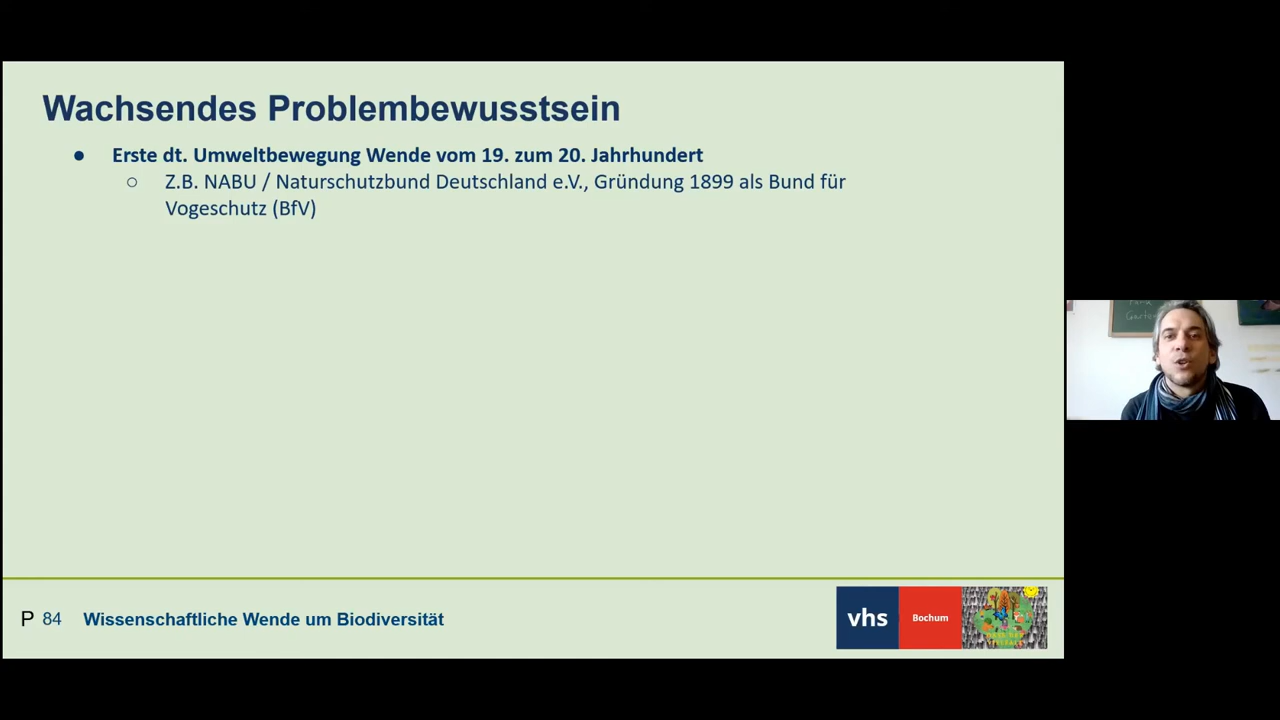 Wachsendes Problembewusstsein
● Erste dt. Umweltbewegung Wende vom 19. zum 20. Jahrhundert
○ Z.B. NABU / Naturschutzbund Deutschland e.V., Gründung 1899 als Bund für
Vogeschutz (BfV)
P 84 Wissenschaftliche Wende um Biodiversität
vhs Bochum